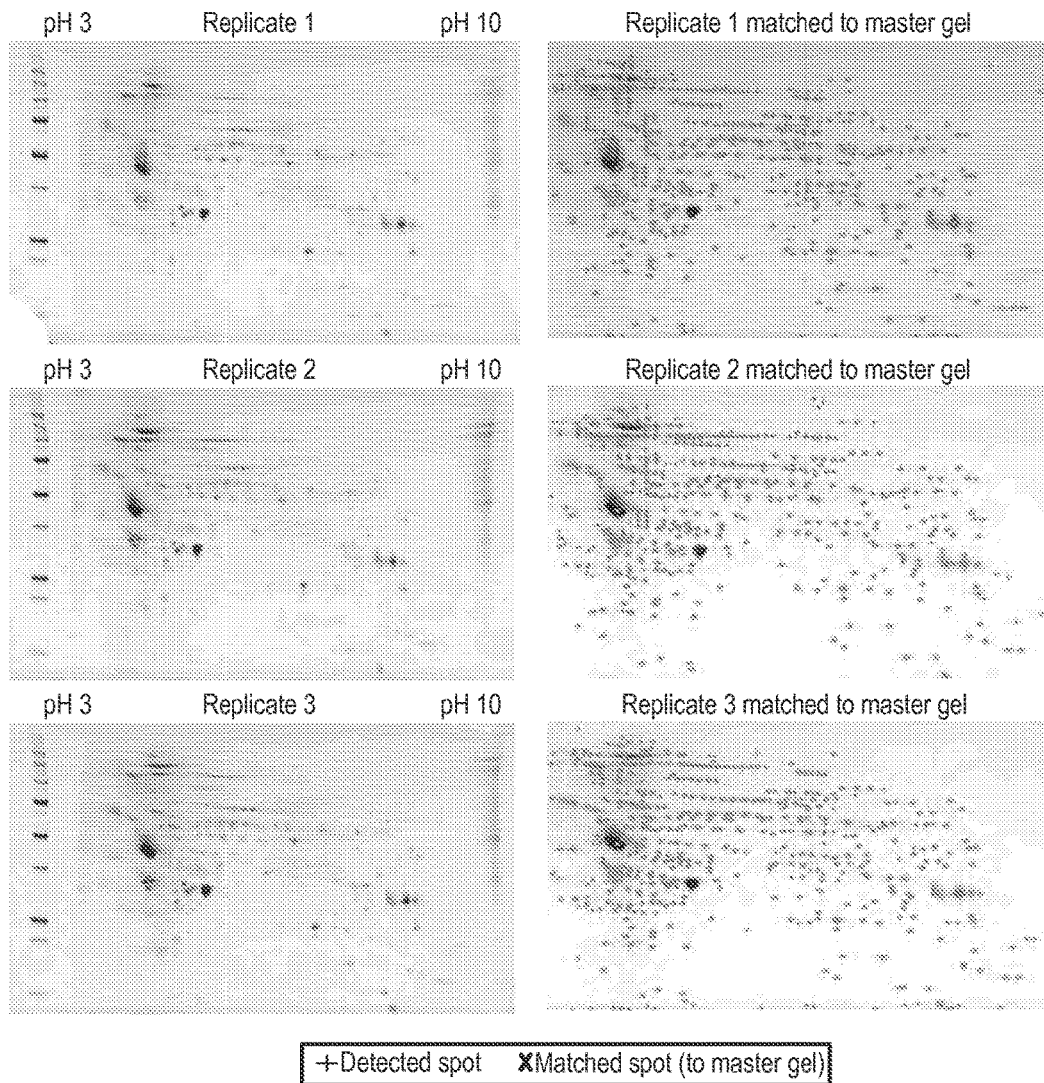 pH 3 Replicate 1 pH 10 Replicate 1 matched to master gel
pH 3 Replicate 2 pH 10 Replicate 2 matched to master gel
pH 3 Replicate 3 pH 10 Replicate 3 matched to master gel
-+-Detected spot ✗Matched spot (to master gel)